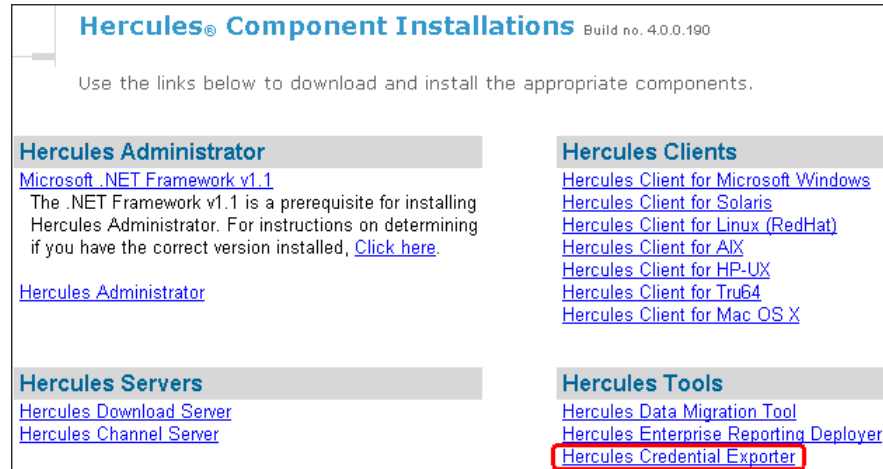 Hercules® Component Installations Build no. 4.0.0.190
Use the links below to download and install the appropriate components.
Hercules Administrator
Microsoft .NET Framework v1.1
The .NET Framework v1.1 is a prerequisite for installing
Hercules Administrator. For instructions on determining
if you have the correct version installed, Click here.
Hercules Administrator
Hercules Clients
Hercules Client for Microsoft Windows
Hercules Client for Solaris
Hercules Client for Linux (RedHat)
Hercules Client for AIX
Hercules Client for HP-UX
Hercules Client for Tru64
Hercules Client for Mac OS X
Hercules Servers
Hercules Download Server
Hercules Channel Server
Hercules Tools
Hercules Data Migration Tool
Hercules Enterprise Reporting Deployer
Hercules Credential Exporter